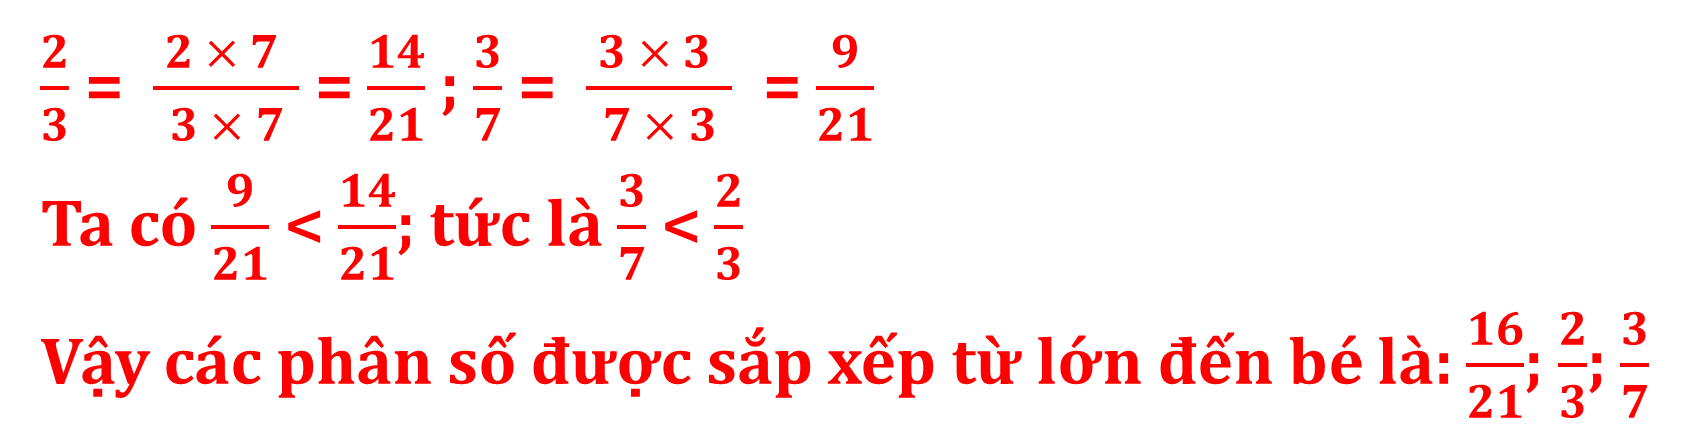 2/3 = 2 × 7 / 3 × 7 = 14/21 ; 3/7 = 3 × 3 / 7 × 3 = 9/21
Ta có 9/21 < 14/21; tức là 3/7 < 2/3
Vậy các phân số được sắp xếp từ lớn đến bé là: 16/21; 2/3; 3/7